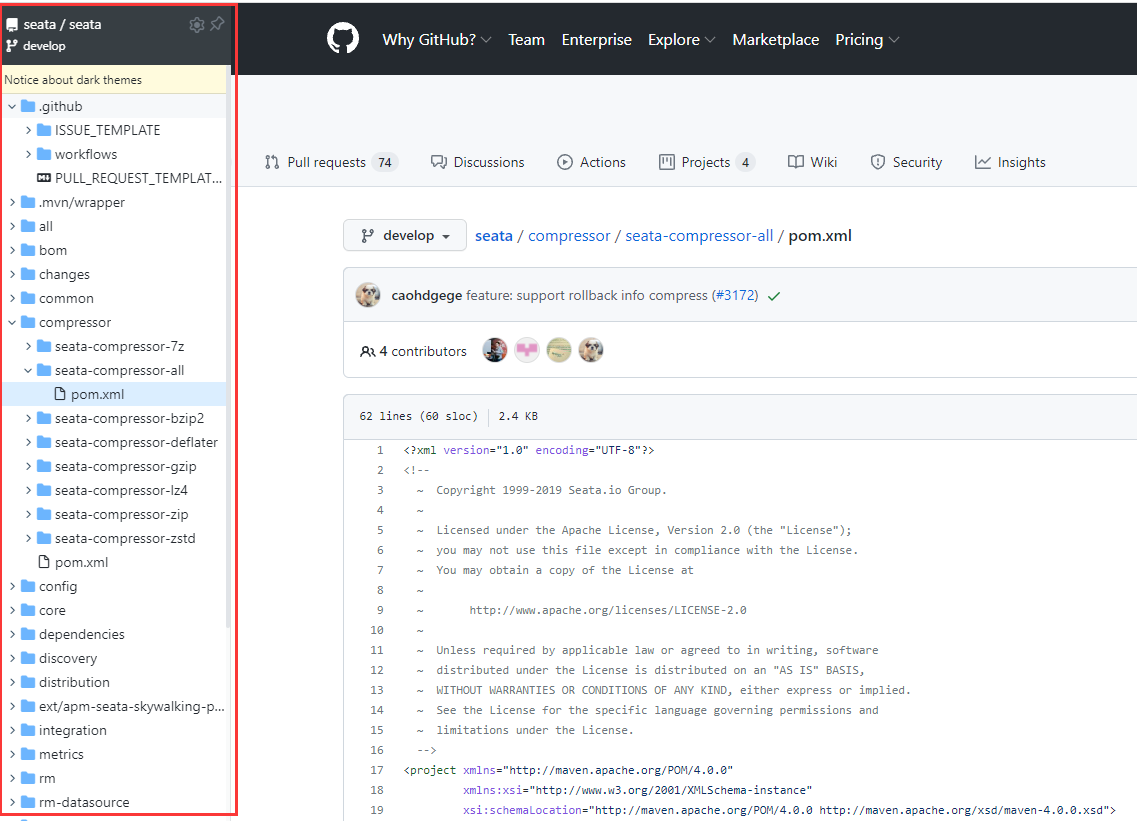 seata / seata
develop
Notice about dark themes
.github
ISSUE_TEMPLATE
workflows
PULL_REQUEST_TEMPLAT...
.mvn/wrapper
all
bom
changes
common
compressor
seata-compressor-7z
seata-compressor-all
pom.xml
seata-compressor-bzip2
seata-compressor-deflater
seata-compressor-gzip
seata-compressor-lz4
seata-compressor-zip
seata-compressor-zstd
pom.xml
config
core
dependencies
discovery
distribution
ext/apm-seata-skywalking-p...
integration
metrics
rm
rm-datasource
Why GitHub? Team Enterprise Explore Marketplace Pricing
Pull requests 74 Discussions Actions Projects 4 Wiki Security Insights
develop seata / compressor / seata-compressor-all / pom.xml
caohdgege feature: support rollback info compress (#3172)
4 contributors
62 lines (60 sloc) 2.4 KB
1 <?xml version="1.0" encoding="UTF-8"?>
2 <!--
3 ~ Copyright 1999-2019 Seata.io Group.
4 ~
5 ~ Licensed under the Apache License, Version 2.0 (the "License");
6 ~ you may not use this file except in compliance with the License.
7 ~ You may obtain a copy of the License at
8 ~
9 ~ http://www.apache.org/licenses/LICENSE-2.0
10 ~
11 ~ Unless required by applicable law or agreed to in writing, software
12 ~ distributed under the License is distributed on an "AS IS" BASIS,
13 ~ WITHOUT WARRANTIES OR CONDITIONS OF ANY KIND, either express or implied.
14 ~ See the License for the specific language governing permissions and
15 ~ limitations under the License.
16 -->
17 <project xmlns="http://maven.apache.org/POM/4.0.0"
18 xmlns:xsi="http://www.w3.org/2001/XMLSchema-instance"
19 xsi:schemaLocation="http://maven.apache.org/POM/4.0.0 http://maven.apache.org/xsd/maven-4.0.0.xsd">